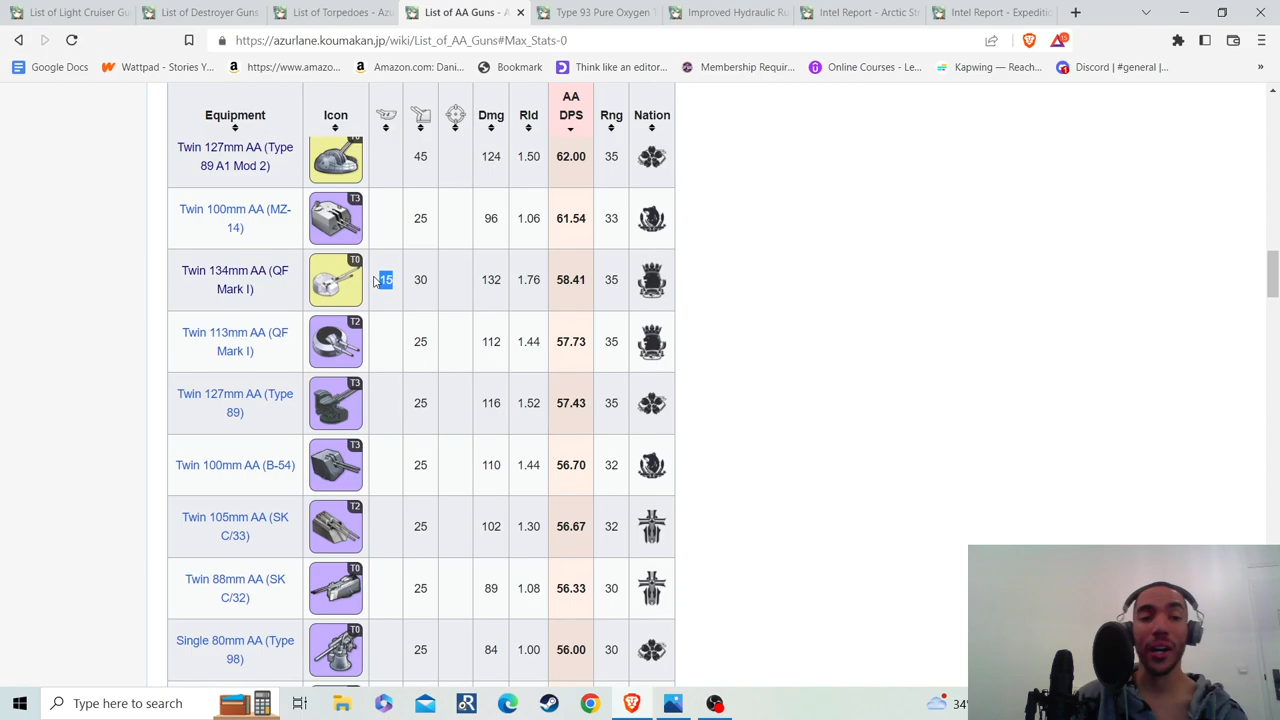 List of Light Cruiser Gu
List of Destroyer Guns
List of Torpedoes - Azu
List of AA Guns - A
Type 93 Pure Oxygen T
Improved Hydraulic Ru
Intel Report - Arctic St
Intel Report - Expeditio
https://azurlane.koumakan.jp/wiki/List_of_AA_Guns#Max_Stats-0
Google Docs
Wattpad - Stories Y...
https://www.amazo...
Amazon.com: Dani...
Bookmark
Think like an editor...
Membership Requir...
Online Courses - Le...
Kapwing — Reach...
Discord | #general |...
»
Equipment Icon Dmg Rld AA DPS Rng Nation
Twin 127mm AA (Type
89 A1 Mod 2)
45 124 1.50 62.00 35
Twin 100mm AA (MZ-
14)
T3 25 96 1.06 61.54 33
Twin 134mm AA (QF
Mark I)
T0 15 30 132 1.76 58.41 35
Twin 113mm AA (QF
Mark I)
T2 25 112 1.44 57.73 35
Twin 127mm AA (Type
89)
T3 25 116 1.52 57.43 35
Twin 100mm AA (B-54)
T3 25 110 1.44 56.70 32
Twin 105mm AA (SK
C/33)
T2 25 102 1.30 56.67 32
Twin 88mm AA (SK
C/32)
T0 25 89 1.08 56.33 30
Single 80mm AA (Type
98)
T0 25 84 1.00 56.00 30
Type here to search
34°